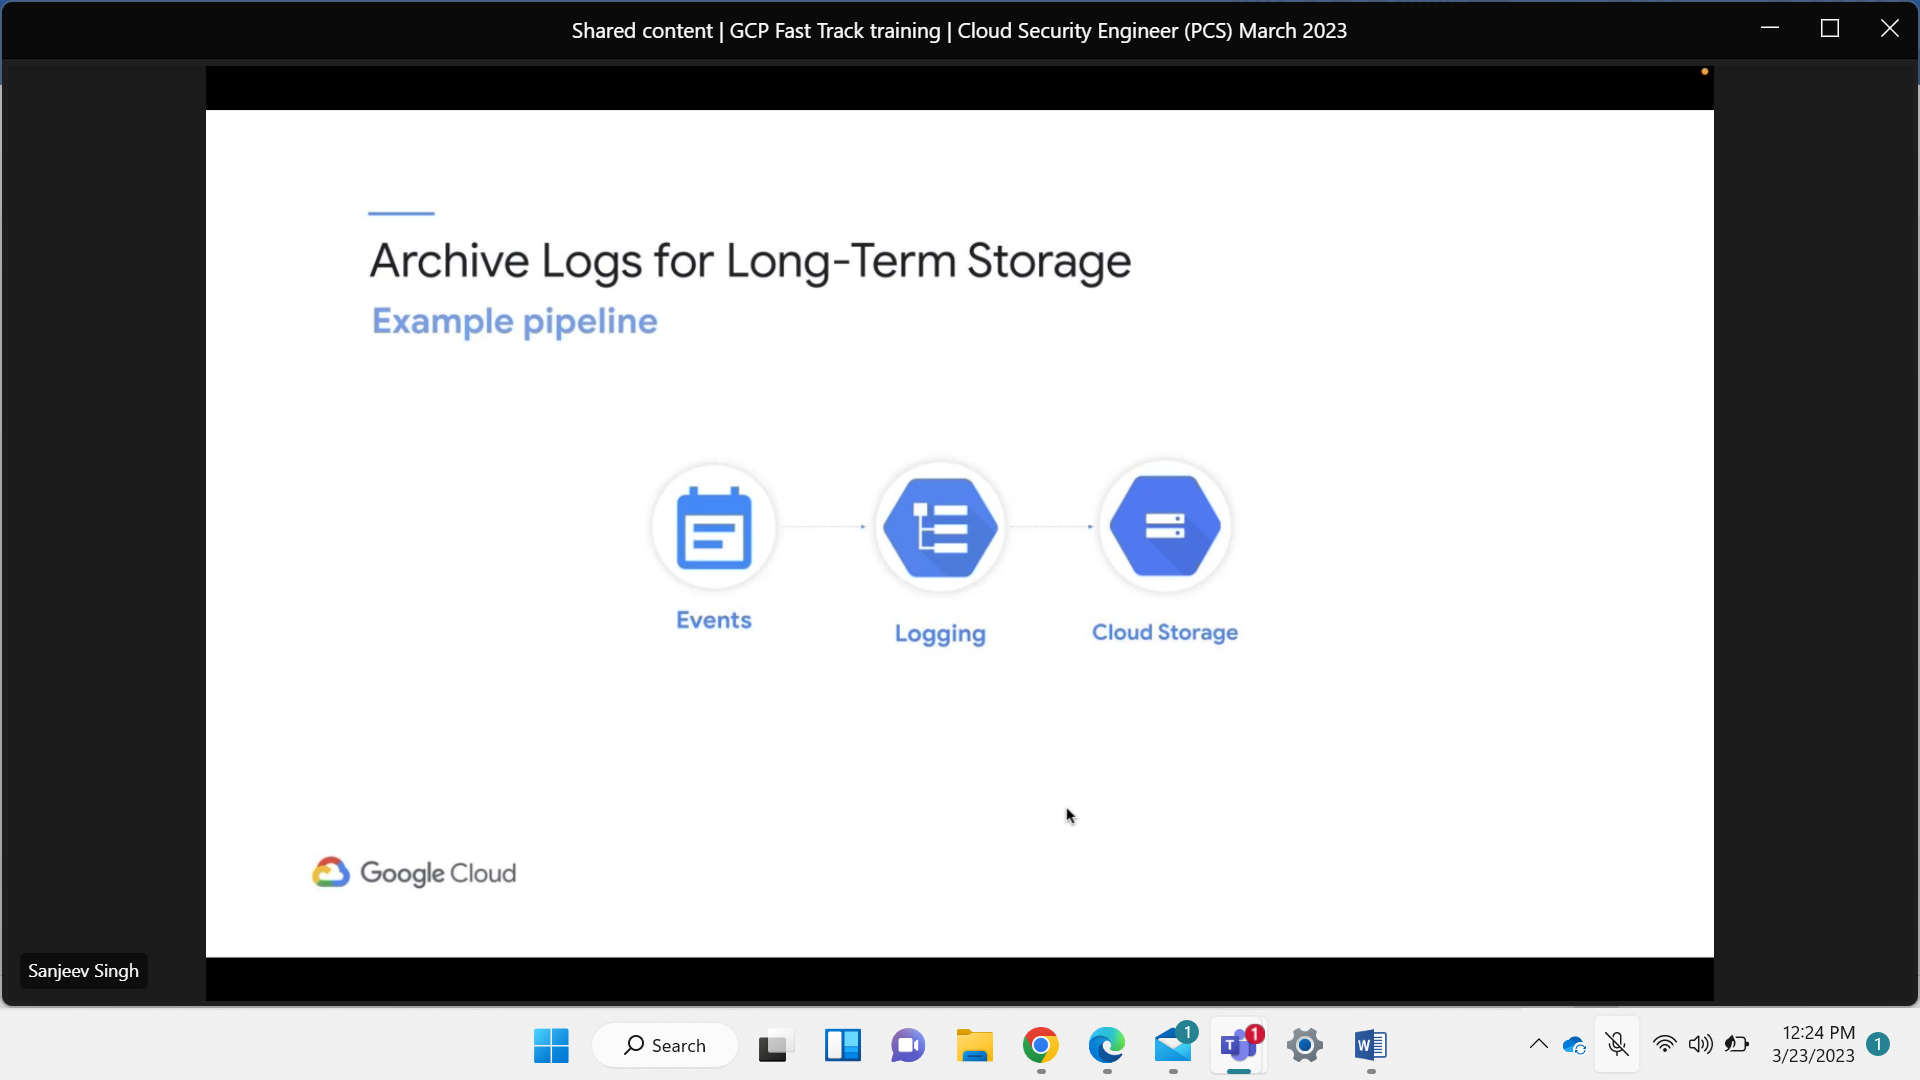 Shared content | GCP Fast Track training | Cloud Security Engineer (PCS) March 2023
Archive Logs for Long-Term Storage
Example pipeline
Events
Logging
Cloud Storage
Google Cloud
Sanjeev Singh
Search
1
T
1
W
12:24 PM
3/23/2023
1